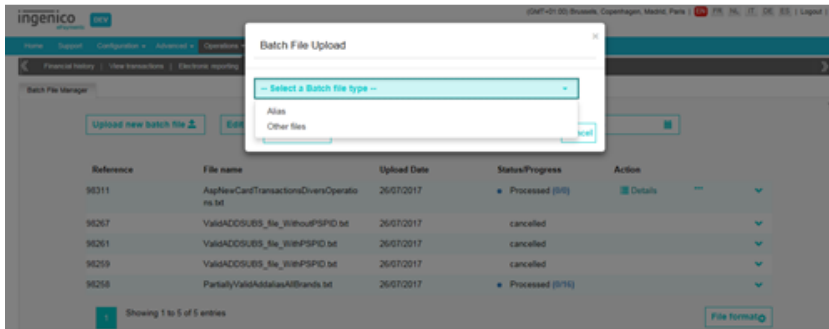 ingenico
DEV
(GMT+01:00) Brussels, Copenhagen, Madrid, Paris | EN FR NL IT DE ES | Logout
Home Support Configuration Advanced Operations
Financial history | View transactions | Electronic reporting
Batch File Manager
Batch File Upload
×
-- Select a Batch file type --
Alias
Other files
Upload new batch file
Edit
Reference File name Upload Date Status/Progress Action
98311 AspNewCardTransactionsDiversOperatio 26/07/2017 Processed (0/8) Details ...
ns.txt
98267 ValidADDSUBS_file_WithoutPSPID.txt 26/07/2017 cancelled
98261 ValidADDSUBS_file_WithPSPID.txt 26/07/2017 cancelled
98259 ValidADDSUBS_file_WithPSPID.txt 26/07/2017 cancelled
98258 PartiallyValidAddaliasAllBrands.txt 26/07/2017 Processed (0/16)
1 Showing 1 to 5 of 5 entries
File format